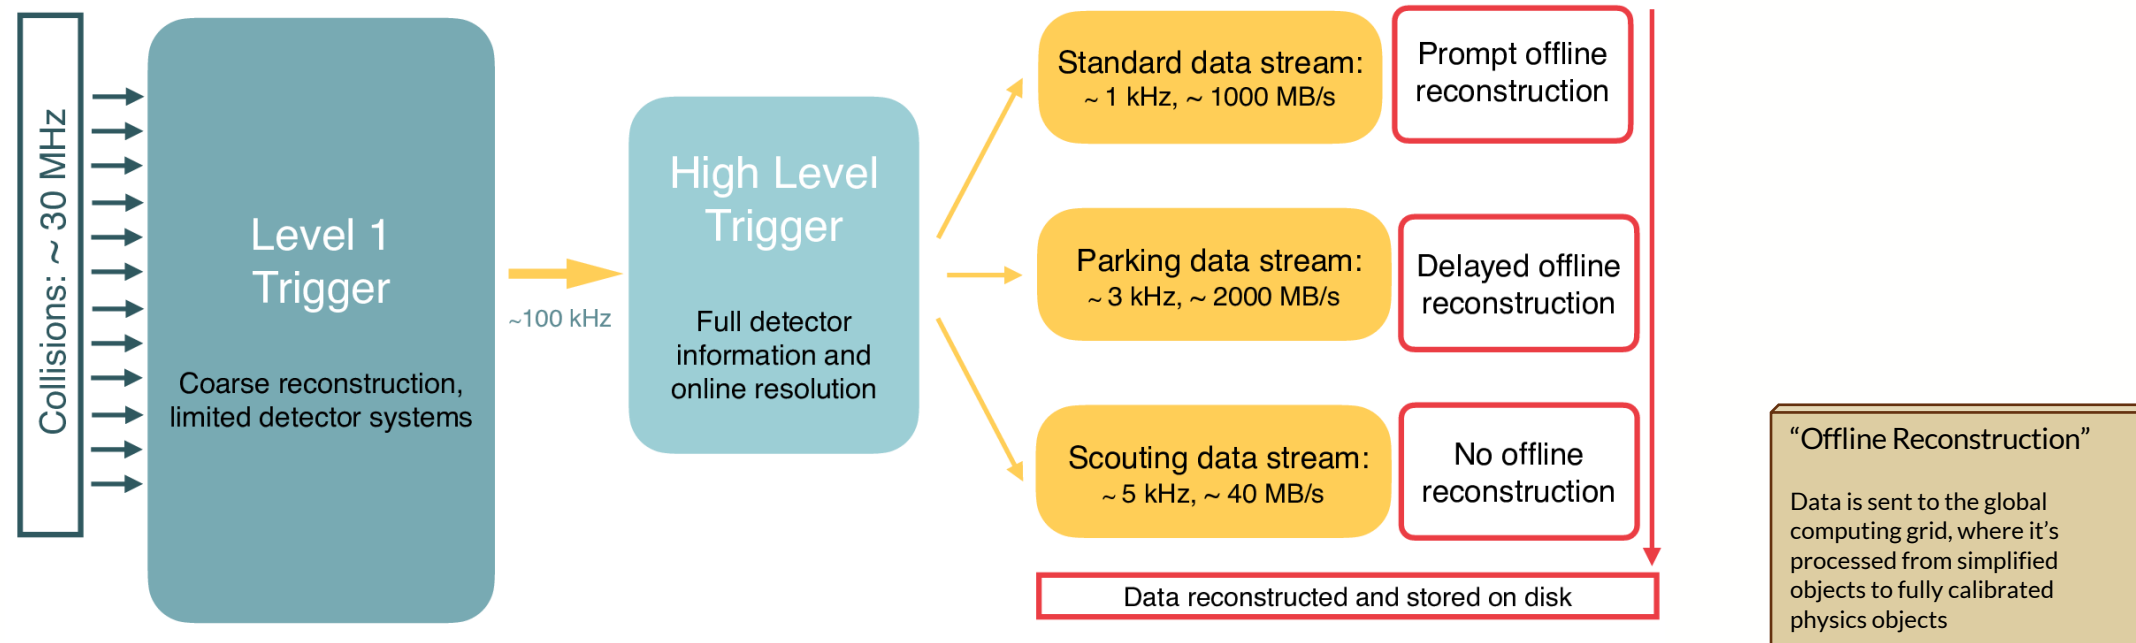 Collisions: ~ 30 MHz
Level 1
Trigger
Coarse reconstruction,
limited detector systems
~100 kHz
High Level
Trigger
Full detector
information and
online resolution
Standard data stream:
~ 1 kHz, ~ 1000 MB/s
Prompt offline
reconstruction
Parking data stream:
~ 3 kHz, ~ 2000 MB/s
Delayed offline
reconstruction
Scouting data stream:
~ 5 kHz, ~ 40 MB/s
No offline
reconstruction
Data reconstructed and stored on disk
“Offline Reconstruction”
Data is sent to the global
computing grid, where it’s
processed from simplified
objects to fully calibrated
physics objects